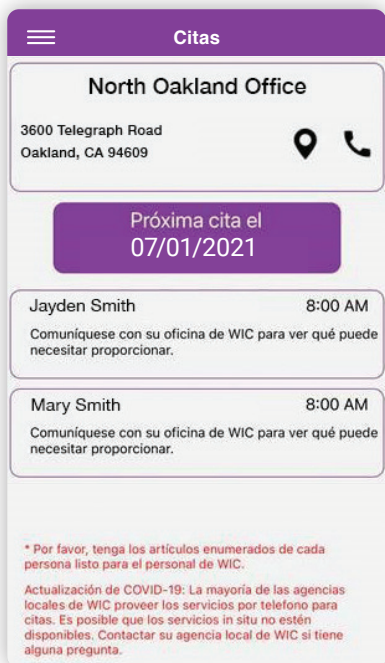 Citas
North Oakland Office
3600 Telegraph Road
Oakland, CA 94609
Próxima cita el
07/01/2021
Jayden Smith 8:00 AM
Comuníquese con su oficina de WIC para ver qué puede
necesitar proporcionar.
Mary Smith 8:00 AM
Comuníquese con su oficina de WIC para ver qué puede
necesitar proporcionar.
* Por favor, tenga los artículos enumerados de cada
persona listo para el personal de WIC.
Actualización de COVID-19: La mayoría de las agencias
locales de WIC proveer los servicios por telefono para
citas. Es posible que los servicios in situ no estén
disponibles. Contactar su agencia local de WIC si tiene
alguna pregunta.